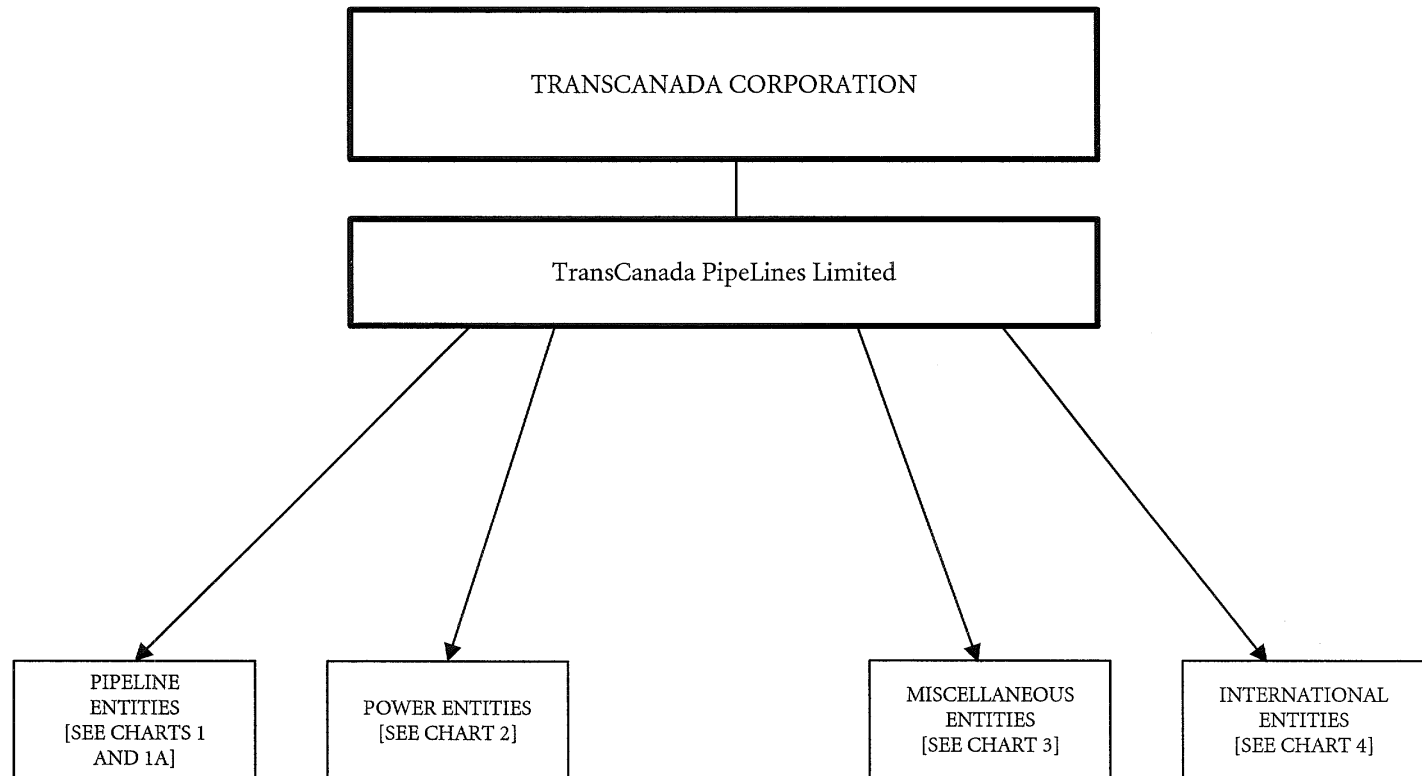 TRANSCANADA CORPORATION
TransCanada PipeLines Limited
PIPELINE
ENTITIES
[SEE CHARTS 1
AND 1A]
POWER ENTITIES
[SEE CHART 2]
MISCELLANEOUS
ENTITIES
[SEE CHART 3]
INTERNATIONAL
ENTITIES
[SEE CHART 4]